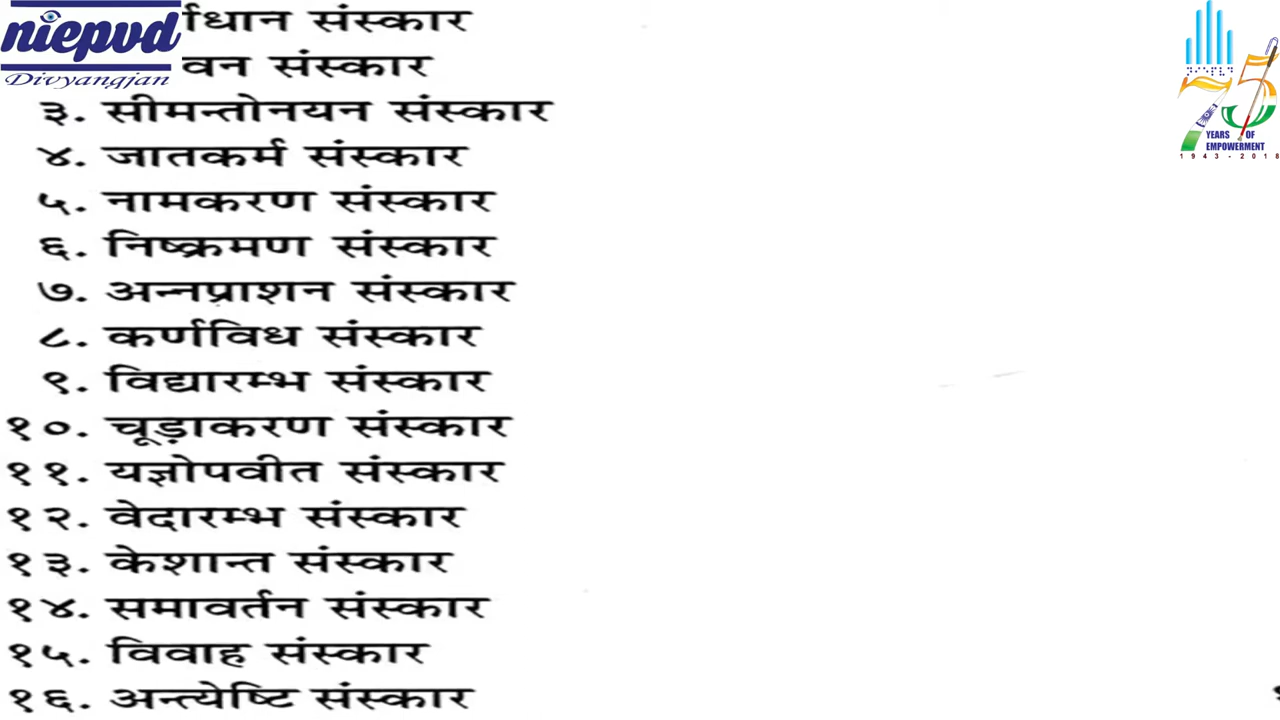 niepvd
Divyangjan
र्भाधान संस्कार
वन संस्कार
३. सीमन्तोनयन संस्कार
४. जातकर्म संस्कार
५. नामकरण संस्कार
६. निष्क्रमण संस्कार
७. अन्नप्राशन संस्कार
८. कर्णविध संस्कार
९. विद्यारम्भ संस्कार
१०. चूड़ाकरण संस्कार
११. यज्ञोपवीत संस्कार
१२. वेदारम्भ संस्कार
१३. केशान्त संस्कार
१४. समावर्तन संस्कार
१५. विवाह संस्कार
१६. अन्त्येष्टि संस्कार
75
YEARS OF
EMPOWERMENT
1943-2018